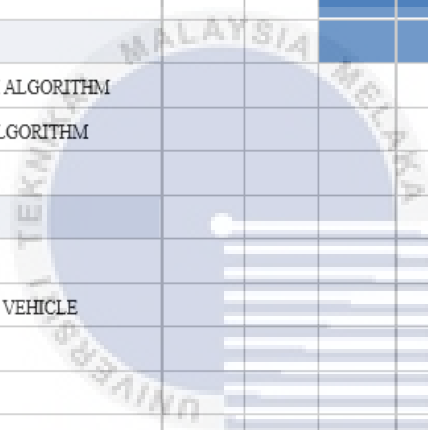 ALGORITHM
LGORITHM
VEHICLE
UNIVERSITI TEKNIKAL MALAYSIA MELAKA